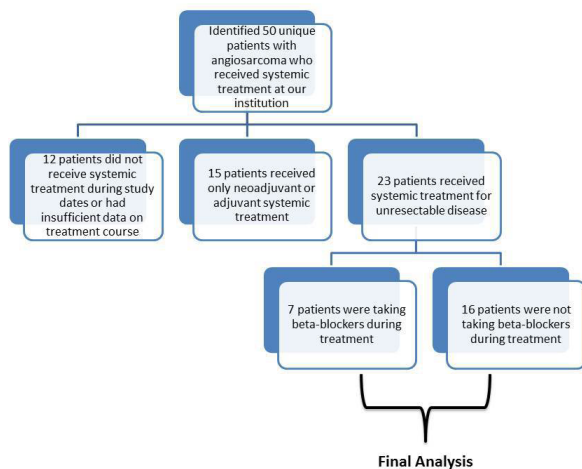 Identified 50 unique
patients with
angiosarcoma who
received systemic
treatment at our
institution
12 patients did not
receive systemic
treatment during study
dates or had
insufficient data on
treatment course
15 patients received
only neoadjuvant or
adjuvant systemic
treatment
23 patients received
systemic treatment for
unresectable disease
7 patients were taking
beta-blockers during
treatment
16 patients were not
taking beta-blockers
during treatment
Final Analysis